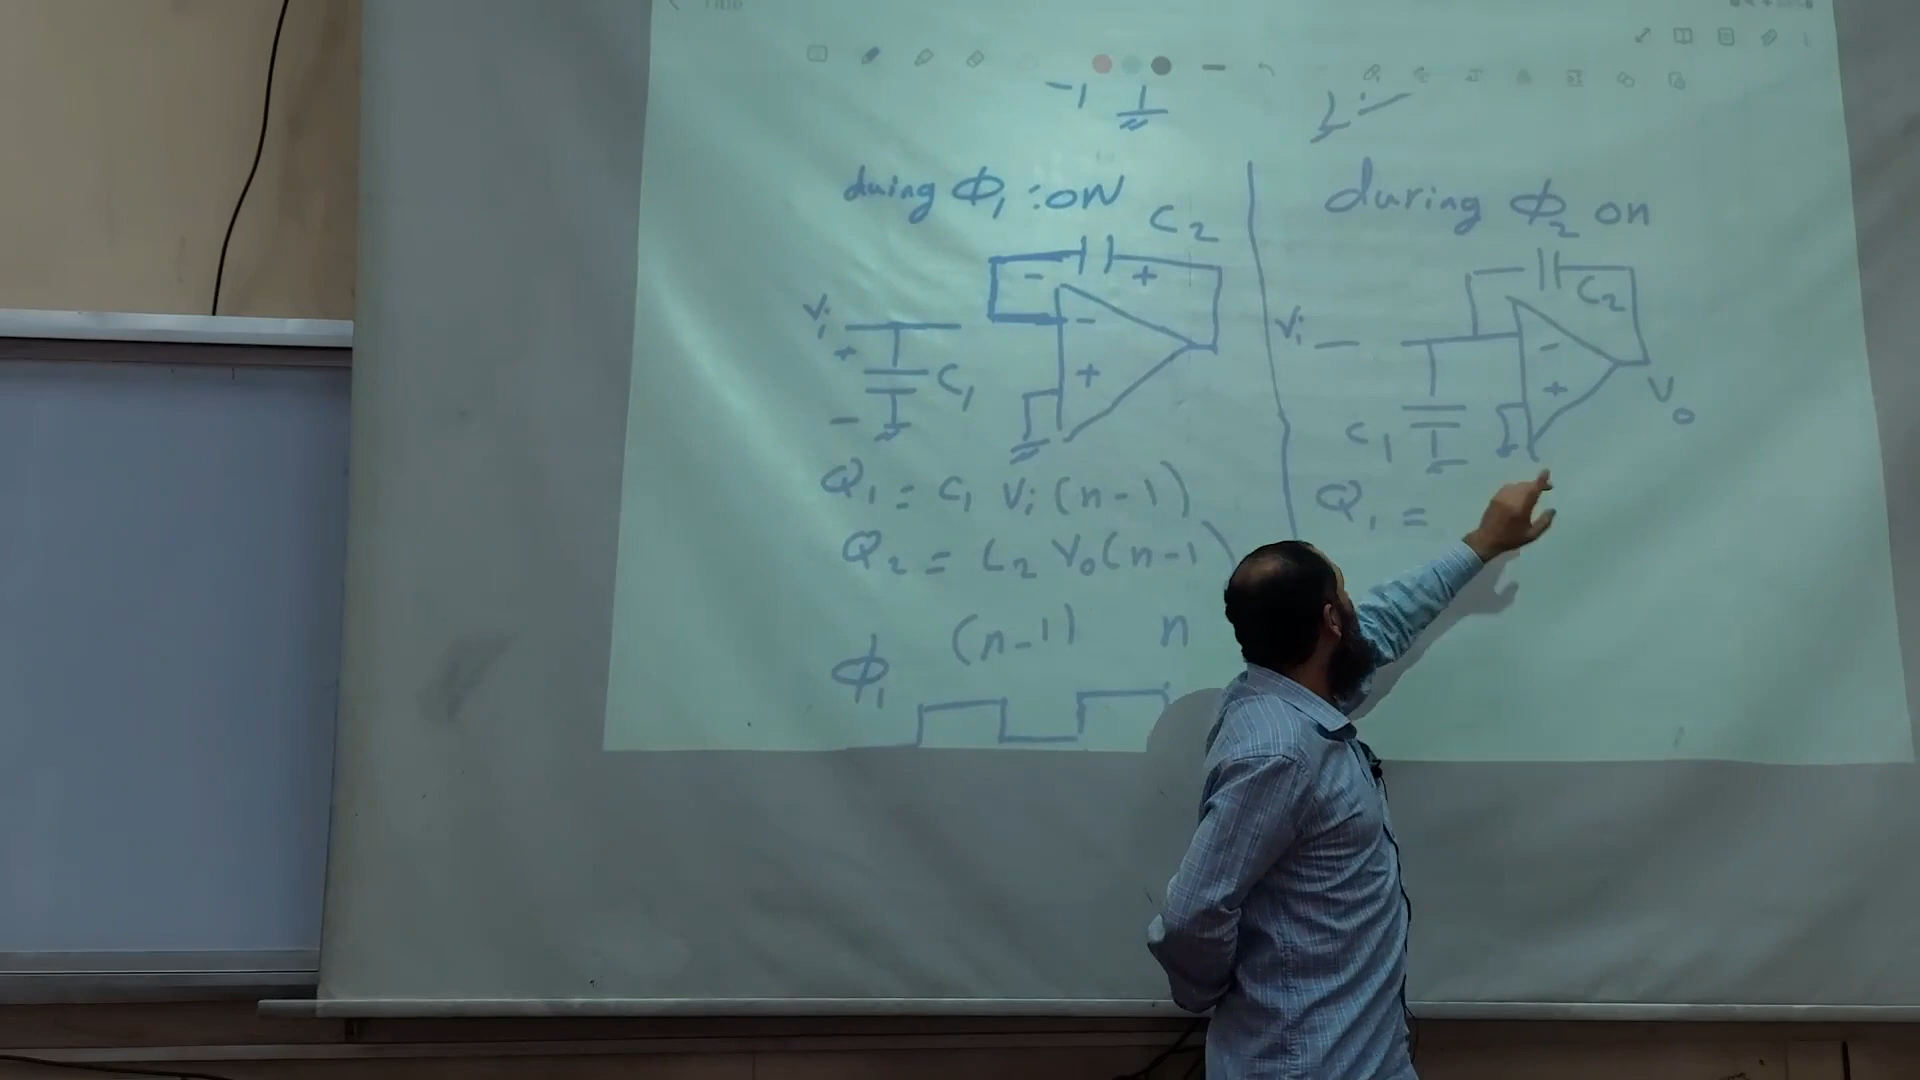 -1
during Φ1 : ON
C2
- +
Vi
+
C1
-
-
+
Q1 = C1 Vi (n-1)
Q2 = C2 Vo (n-1)
(n-1) n
Φ1
during Φ2 on
C2
Vi
-
+
Vo
C1
Q1 =